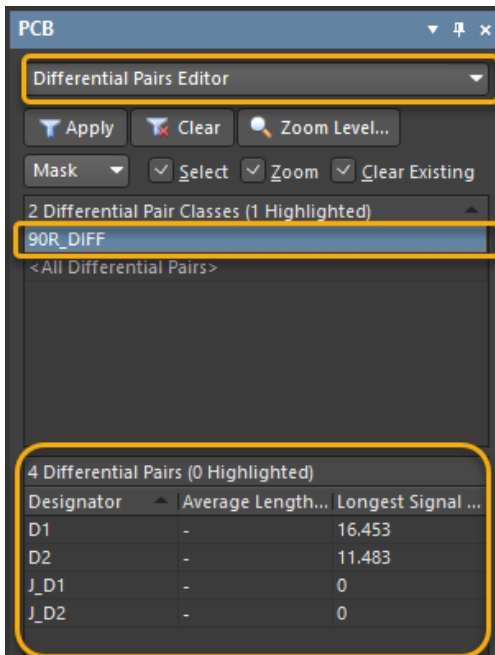 PCB
Differential Pairs Editor
Apply Clear Zoom Level...
Mask Select Zoom Clear Existing
2 Differential Pair Classes (1 Highlighted)
90R_DIFF
<All Differential Pairs>
4 Differential Pairs (0 Highlighted)
Designator Average Length... Longest Signal ...
D1 - 16.453
D2 - 11.483
J_D1 - 0
J_D2 - 0